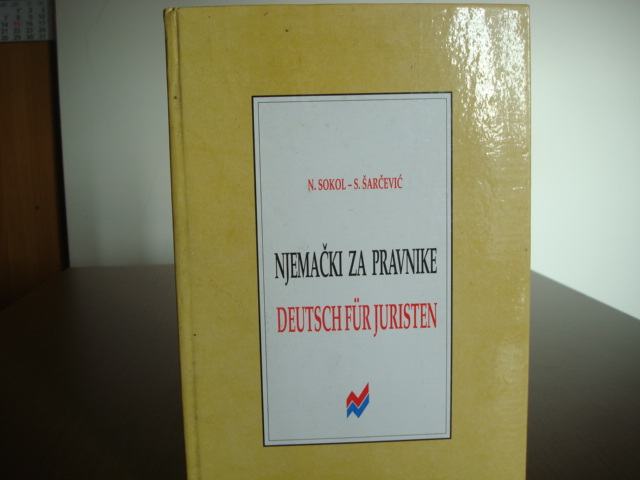 N. SOKOL – S. ŠARČEVIĆ
NJEMAČKI ZA PRAVNIKE
DEUTSCH FÜR JURISTEN